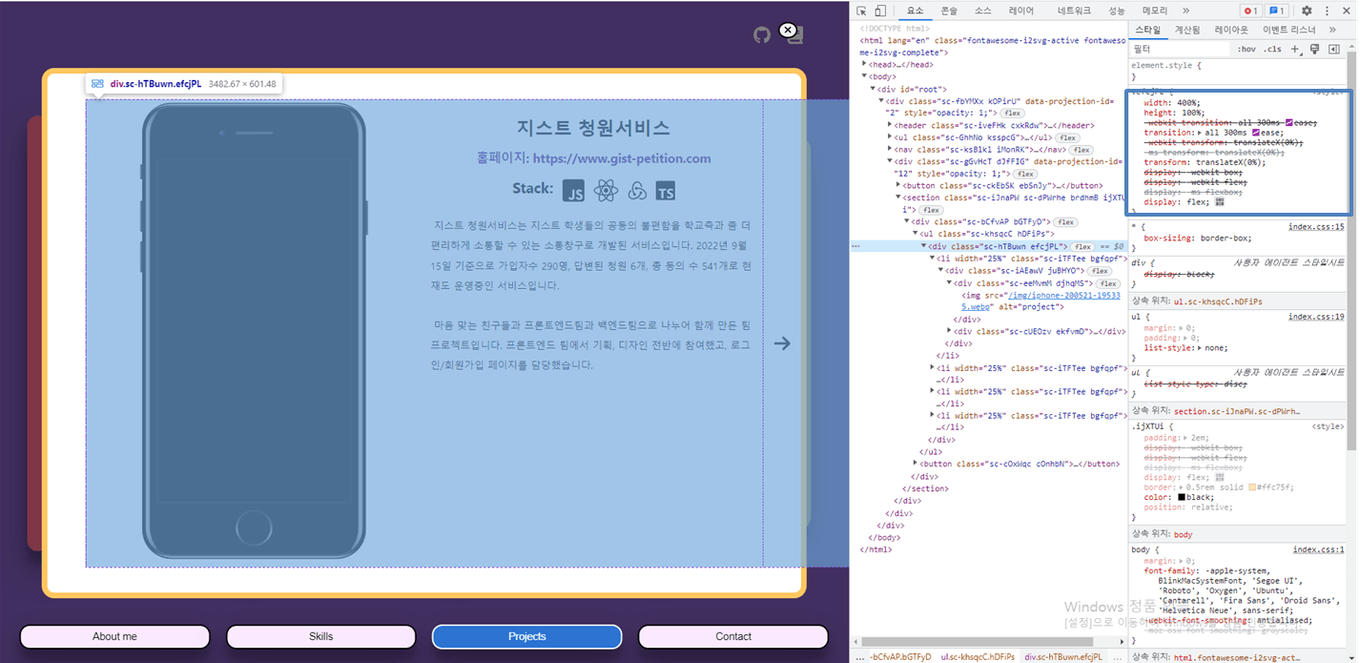 div.sc-hTBuwn.efcjPL 3482.67 × 601.48
지스트 청원서비스
홈페이지: https://www.gist-petition.com
Stack: JS TS
지스트 청원서비스는 지스트 학생들의 공동의 불편함을 학교측과 좀 더
편리하게 소통할 수 있는 소통창구로 개발된 서비스입니다. 2022년 9월
15일 기준으로 가입자수 290명, 답변된 청원 6개, 총 동의 수 541개로 현
재도 운영중인 서비스입니다.
마음 맞는 친구들과 프론트엔드팀과 백엔드팀으로 나누어 함께 만든 팀
프로젝트입니다. 프론트엔드 팀에서 기획, 디자인 전반에 참여했고, 로그
인/회원가입 페이지를 담당했습니다.
About me
Skills
Projects
Contact
요소 콘솔 소스 레이어 네트워크 성능 메모리 » 1 1
<!DOCTYPE html>
<html lang="en" class="fontawesome-i2svg-active fontaweso
me-i2svg-complete">
<head>…</head>
<body>
<div id="root">
<div class="sc-fbYMXx kOPirU" data-projection-id=
"2" style="opacity: 1;"> flex
<header class="sc-iveFHk cxkRdw">…</header>
<ul class="sc-GhhNo ksspcG">…</ul> flex
<nav class="sc-ksBlkl iMonRK">…</nav> flex
<div class="sc-gGvHcT dJfFIG" data-projection-id=
"12" style="opacity: 1;"> flex
<button class="sc-ckEbSK ebSnJy">…</button>
<section class="sc-iJnaPW sc-dPWrhe brdhmB ijXTU
i"> flex
<div class="sc-bCfvAP bGTFyD"> flex
<ul class="sc-khsqcC hDFiPs">
… <div class="sc-hTBuwn efcjPL"> flex == $0
<li width="25%" class="sc-iTFTee bgfqpf">
<div class="sc-iAEawV juBHYO"> flex
<div class="sc-eeMvmM djhqMS"> flex
<img src="/img/iphone-200521-19533
5.webp" alt="project">
</div>
<div class="sc-cUEOzv ekfvmD">…</div>
</div>
</li>
<li width="25%" class="sc-iTFTee bgfqpf">
…</li>
<li width="25%" class="sc-iTFTee bgfqpf">
…</li>
<li width="25%" class="sc-iTFTee bgfqpf">
…</li>
</div>
</ul>
<button class="sc-cOxWqc cOnhbN">…</button>
</div>
</section>
</div>
</div>
</div>
</body>
</html>
… -bCfvAP.bGTFyD ul.sc-khsqcC.hDFiPs div.sc-hTBuwn.efcjPL …
스타일 계산됨 레이아웃 이벤트 리스너 »
필터 :hov .cls +
element.style {
}
.efcjPL { <style>
width: 400%;
height: 100%;
-webkit-transition: all 300ms ease;
transition: all 300ms ease;
-webkit-transform: translateX(0%);
-ms-transform: translateX(0%);
transform: translateX(0%);
display: -webkit-box;
display: -webkit-flex;
display: -ms-flexbox;
display: flex;
}
* { index.css:15
box-sizing: border-box;
}
div { 사용자 에이전트 스타일시트
display: block;
}
상속 위치: ul.sc-khsqcC.hDFiPs
ul { index.css:19
margin: 0;
padding: 0;
list-style: none;
}
ul { 사용자 에이전트 스타일시트
list-style-type: disc;
}
상속 위치: section.sc-iJnaPW.sc-dPWrh…
.ijXTUi { <style>
padding: 2em;
display: -webkit-box;
display: -webkit-flex;
display: -ms-flexbox;
display: flex;
border: 0.5rem solid #ffc75f;
color: black;
position: relative;
}
상속 위치: body
body { index.css:1
margin: 0;
font-family: -apple-system,
BlinkMacSystemFont, 'Segoe UI',
'Roboto', 'Oxygen', 'Ubuntu',
'Cantarell', 'Fira Sans', 'Droid Sans',
'Helvetica Neue', sans-serif;
-webkit-font-smoothing: antialiased;
-moz-osx-font-smoothing: grayscale;
}
상속 위치: html.fontawesome-i2svg-act…
Windows 정품
[설정]으로 이동하여 Windows를